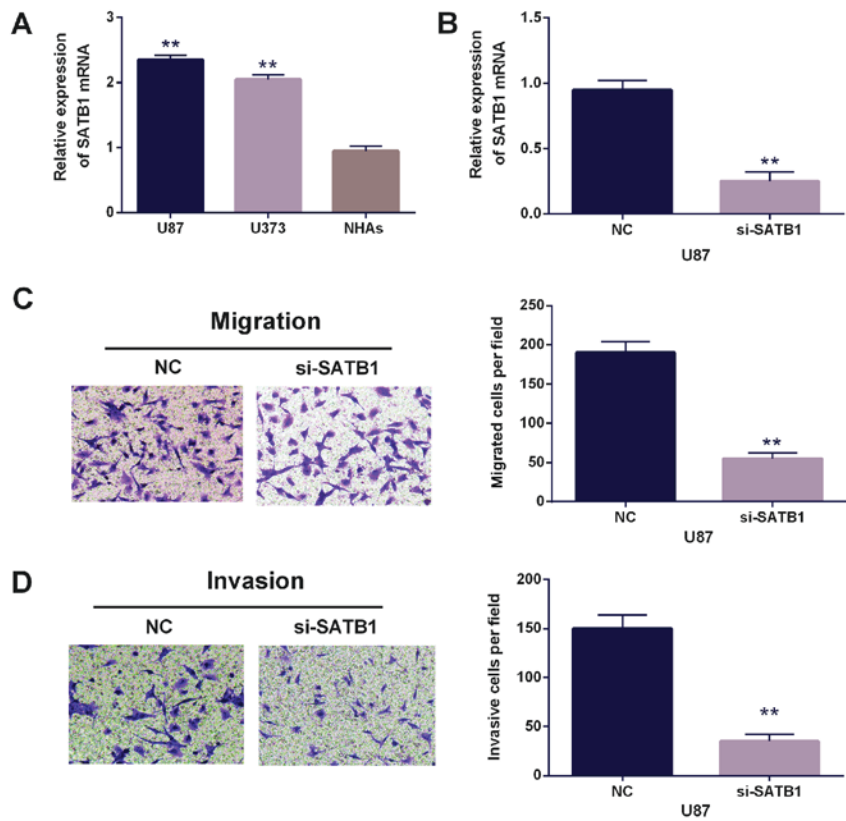 A
Relative expression
of SATB1 mRNA
3
2
1
0
**
**
U87 U373 NHAs
B
Relative expression
of SATB1 mRNA
1.5
1.0
0.5
0.0
**
NC si-SATB1
U87
C
Migration
NC si-SATB1
Migrated cells per field
250
200
150
100
50
0
**
NC si-SATB1
U87
D
Invasion
NC si-SATB1
Invasive cells per field
200
150
100
50
0
**
NC si-SATB1
U87